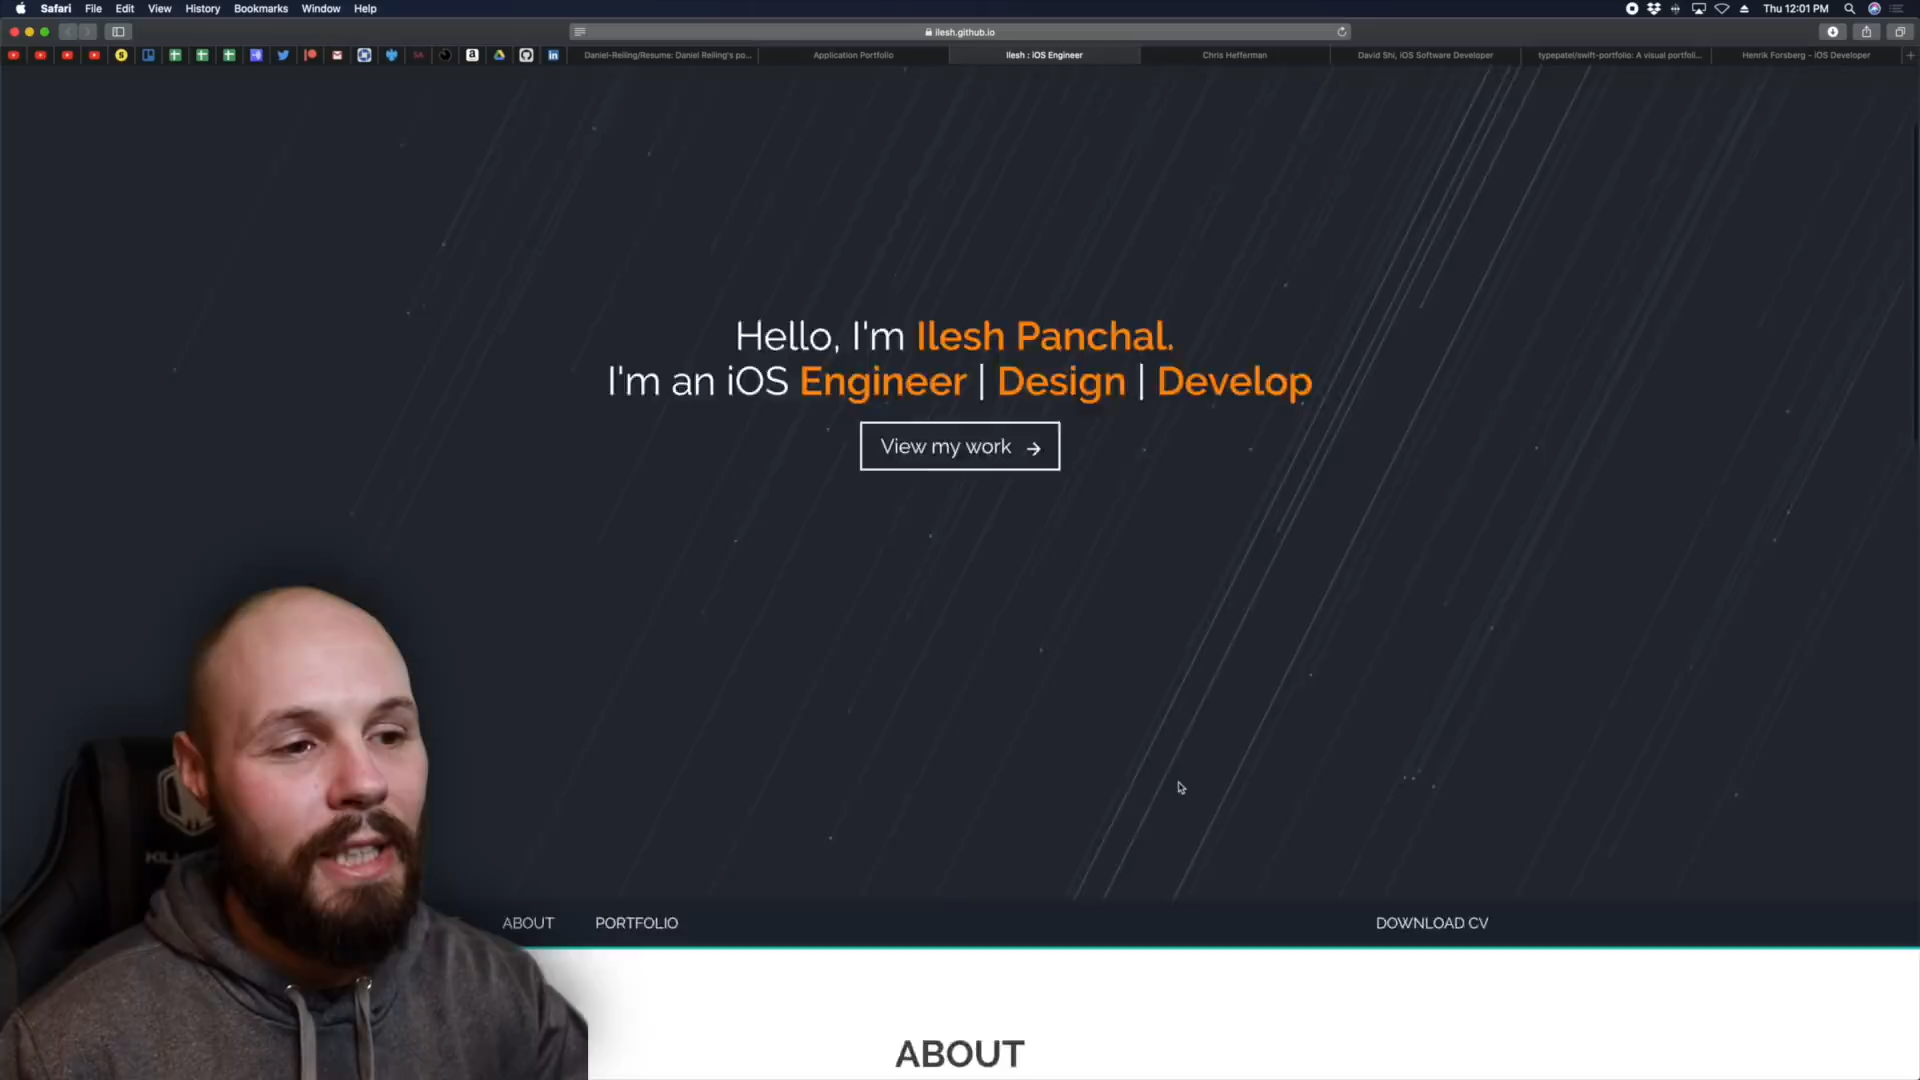 Safari File Edit View History Bookmarks Window Help Thu 12:01 PM
ilesh.github.io
Daniel-Reiling/Resume: Daniel Reiling's po... Application Portfolio Ilesh : iOS Engineer Chris Hefferman David Shi, iOS Software Developer typepatel/swift-portfolio: A visual portfoli... Henrik Forsberg - iOS Developer
Hello, I'm Ilesh Panchal.
I'm an iOS Engineer | Design | Develop
View my work →
ABOUT PORTFOLIO DOWNLOAD CV
ABOUT